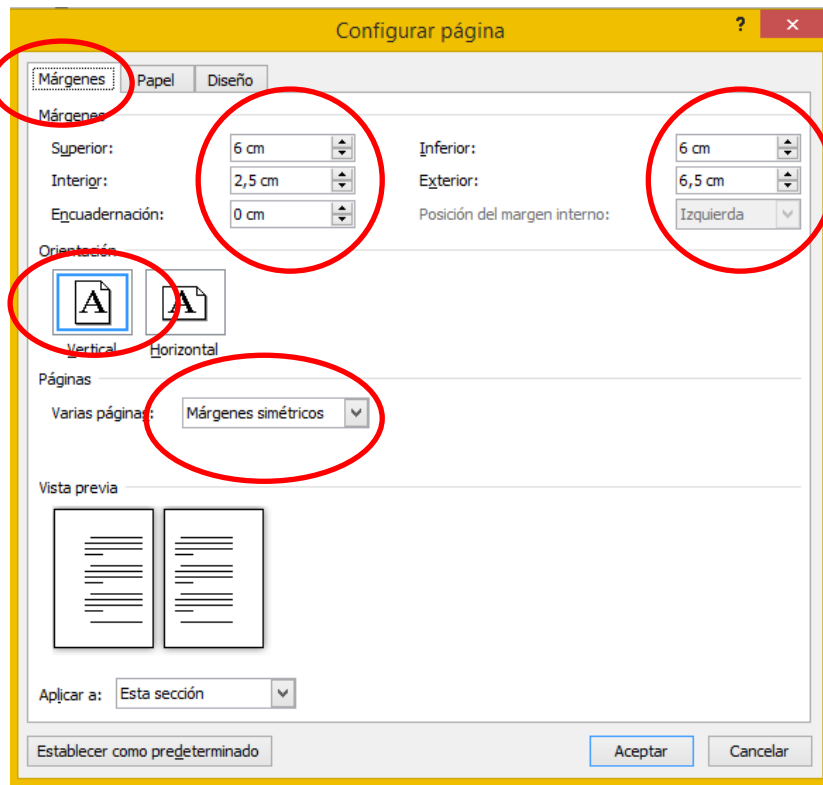 Configurar página ? ×
Márgenes Papel Diseño
Márgenes
Superior: 6 cm Inferior: 6 cm
Interior: 2,5 cm Exterior: 6,5 cm
Encuadernación: 0 cm Posición del margen interno: Izquierda
Orientación
A A
Vertical Horizontal
Páginas
Varias páginas: Márgenes simétricos
Vista previa
Aplicar a: Esta sección
Establecer como predeterminado Aceptar Cancelar